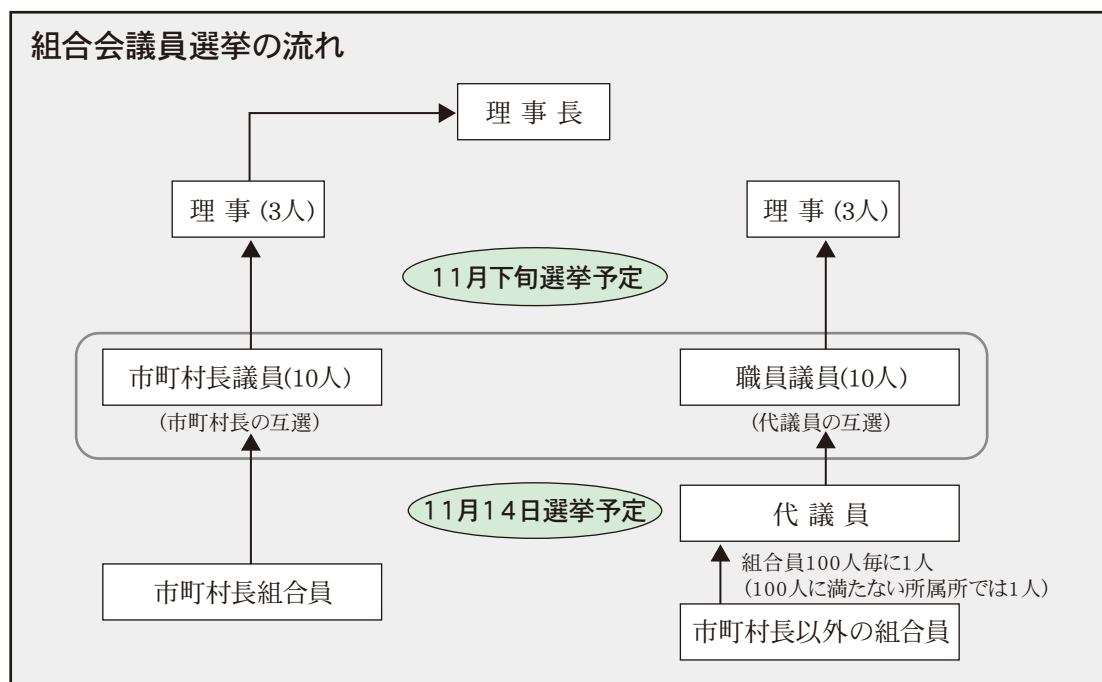 組合会議員選挙の流れ
理事長
理事(3人)
理事(3人)
11月下旬選挙予定
市町村長議員(10人)
職員議員(10人)
(市町村長の互選)
(代議員の互選)
11月14日選挙予定
代議員
組合員100人毎に1人
(100人に満たない所属所では1人)
市町村長組合員
市町村長以外の組合員